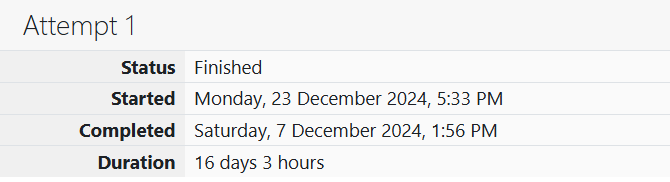 Attempt 1
Status Finished
Started Monday, 23 December 2024, 5:33 PM
Completed Saturday, 7 December 2024, 1:56 PM
Duration 16 days 3 hours